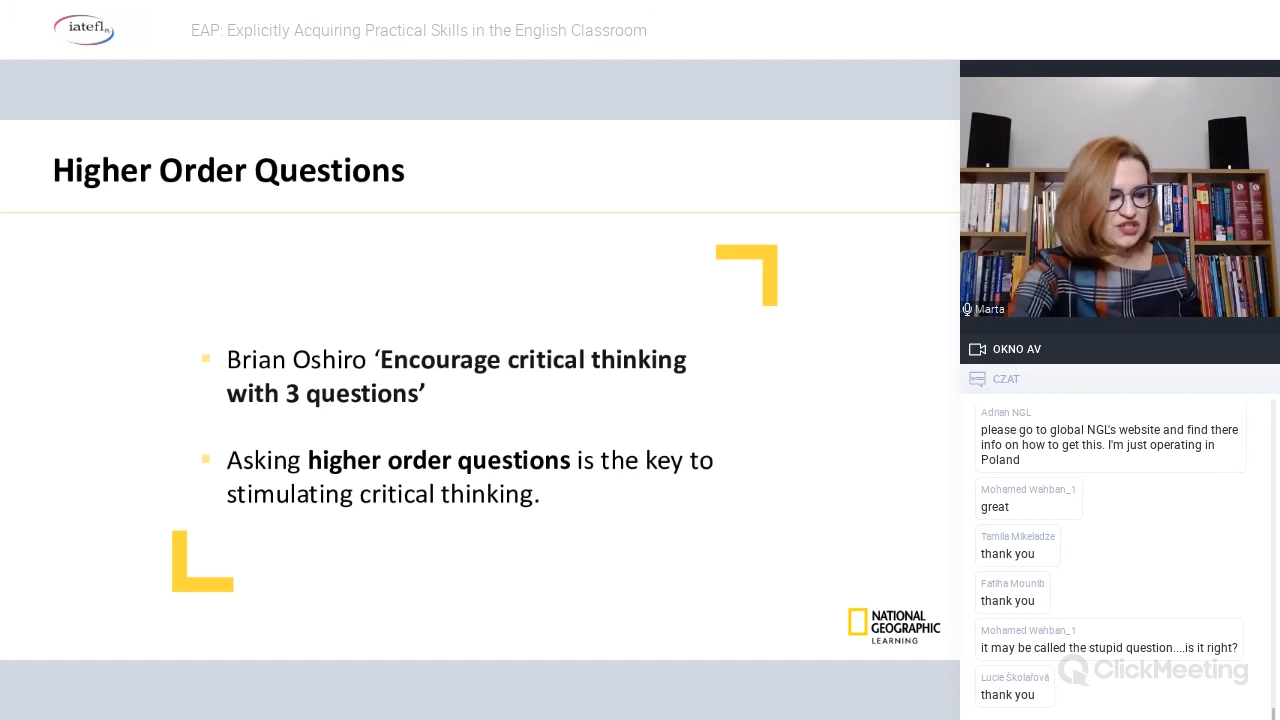 iatefl PL
EAP: Explicitly Acquiring Practical Skills in the English Classroom
Higher Order Questions
Brian Oshiro ‘Encourage critical thinking
with 3 questions’
Asking higher order questions is the key to
stimulating critical thinking.
NATIONAL
GEOGRAPHIC
LEARNING
Marta
OKNO AV
CZAT
Adrian NGL
please go to global NGL's website and find there
info on how to get this. I'm just operating in
Poland
Mohamed Wahban_1
great
Tamila Mikeladze
thank you
Fatiha Mounib
thank you
Mohamed Wahban_1
it may be called the stupid question....is it right?
Lucie Školařová
thank you
ClickMeeting